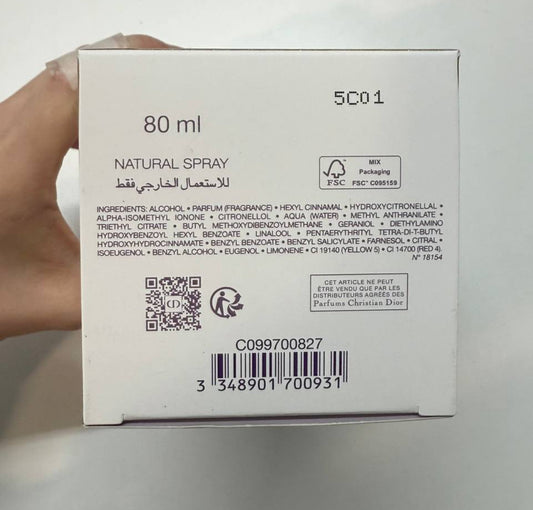 5C01
80 ml
NATURAL SPRAY
للاستعمال الخارجي فقط
FSC
MIX
Packaging
FSC® C095159
INGREDIENTS: ALCOHOL • PARFUM (FRAGRANCE) • HEXYL CINNAMAL • HYDROXYCITRONELLAL •
ALPHA-ISOMETHYL IONONE • CITRONELLOL • AQUA (WATER) • METHYL ANTHRANILATE •
TRIETHYL CITRATE • BUTYL METHOXYDIBENZOYLMETHANE • GERANIOL • DIETHYLAMINO
HYDROXYBENZOYL HEXYL BENZOATE • LINALOOL • PENTAERYTHRITYL TETRA-DI-T-BUTYL
HYDROXYHYDROCINNAMATE • BENZYL BENZOATE • BENZYL SALICYLATE • FARNESOL • CITRAL •
ISOEUGENOL • BENZYL ALCOHOL • EUGENOL • LIMONENE • CI 19140 (YELLOW 5) • CI 14700 (RED 4).
N° 18154
CD
CET ARTICLE NE PEUT
ÊTRE VENDU QUE PAR LES
DISTRIBUTEURS AGRÉÉS DES
Parfums Christian Dior
C099700827
3 348901 700931